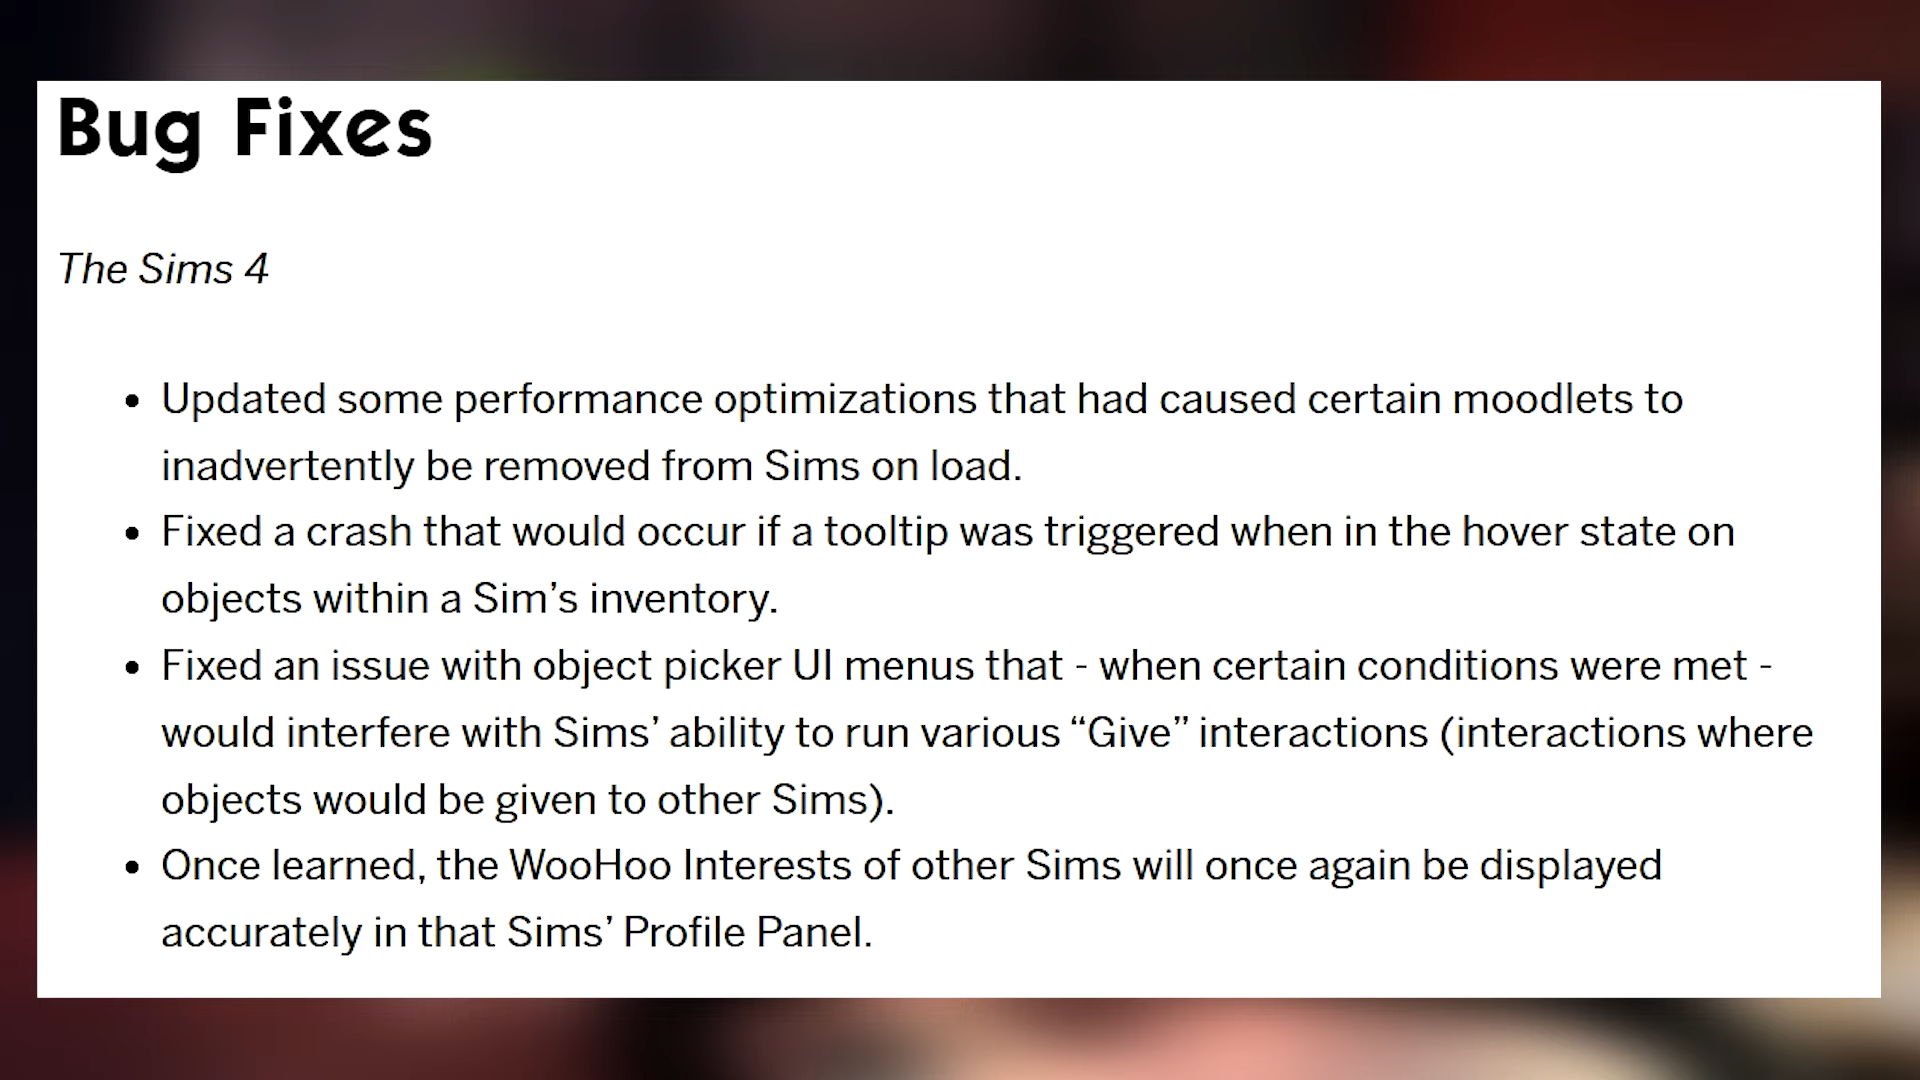 Bug Fixes
The Sims 4
• Updated some performance optimizations that had caused certain moodlets to
inadvertently be removed from Sims on load.
• Fixed a crash that would occur if a tooltip was triggered when in the hover state on
objects within a Sim’s inventory.
• Fixed an issue with object picker UI menus that - when certain conditions were met -
would interfere with Sims’ ability to run various “Give” interactions (interactions where
objects would be given to other Sims).
• Once learned, the WooHoo Interests of other Sims will once again be displayed
accurately in that Sims’ Profile Panel.